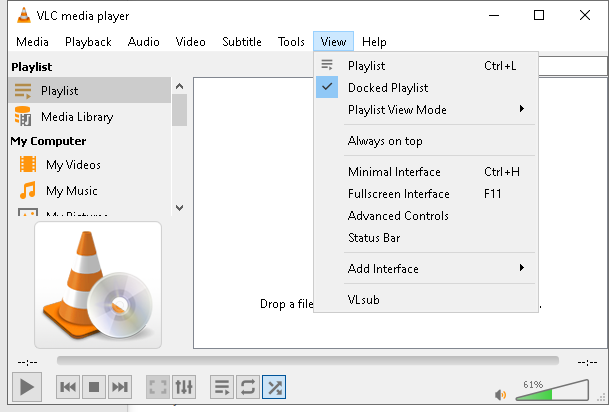 VLC media player
Media Playback Audio Video Subtitle Tools View Help
Playlist
Playlist
Media Library
My Computer
My Videos
My Music
My Pictures
Playlist Ctrl+L
Docked Playlist
Playlist View Mode
Always on top
Minimal Interface Ctrl+H
Fullscreen Interface F11
Advanced Controls
Status Bar
Add Interface
VLsub
Drop a file
--:-- --:--
61%